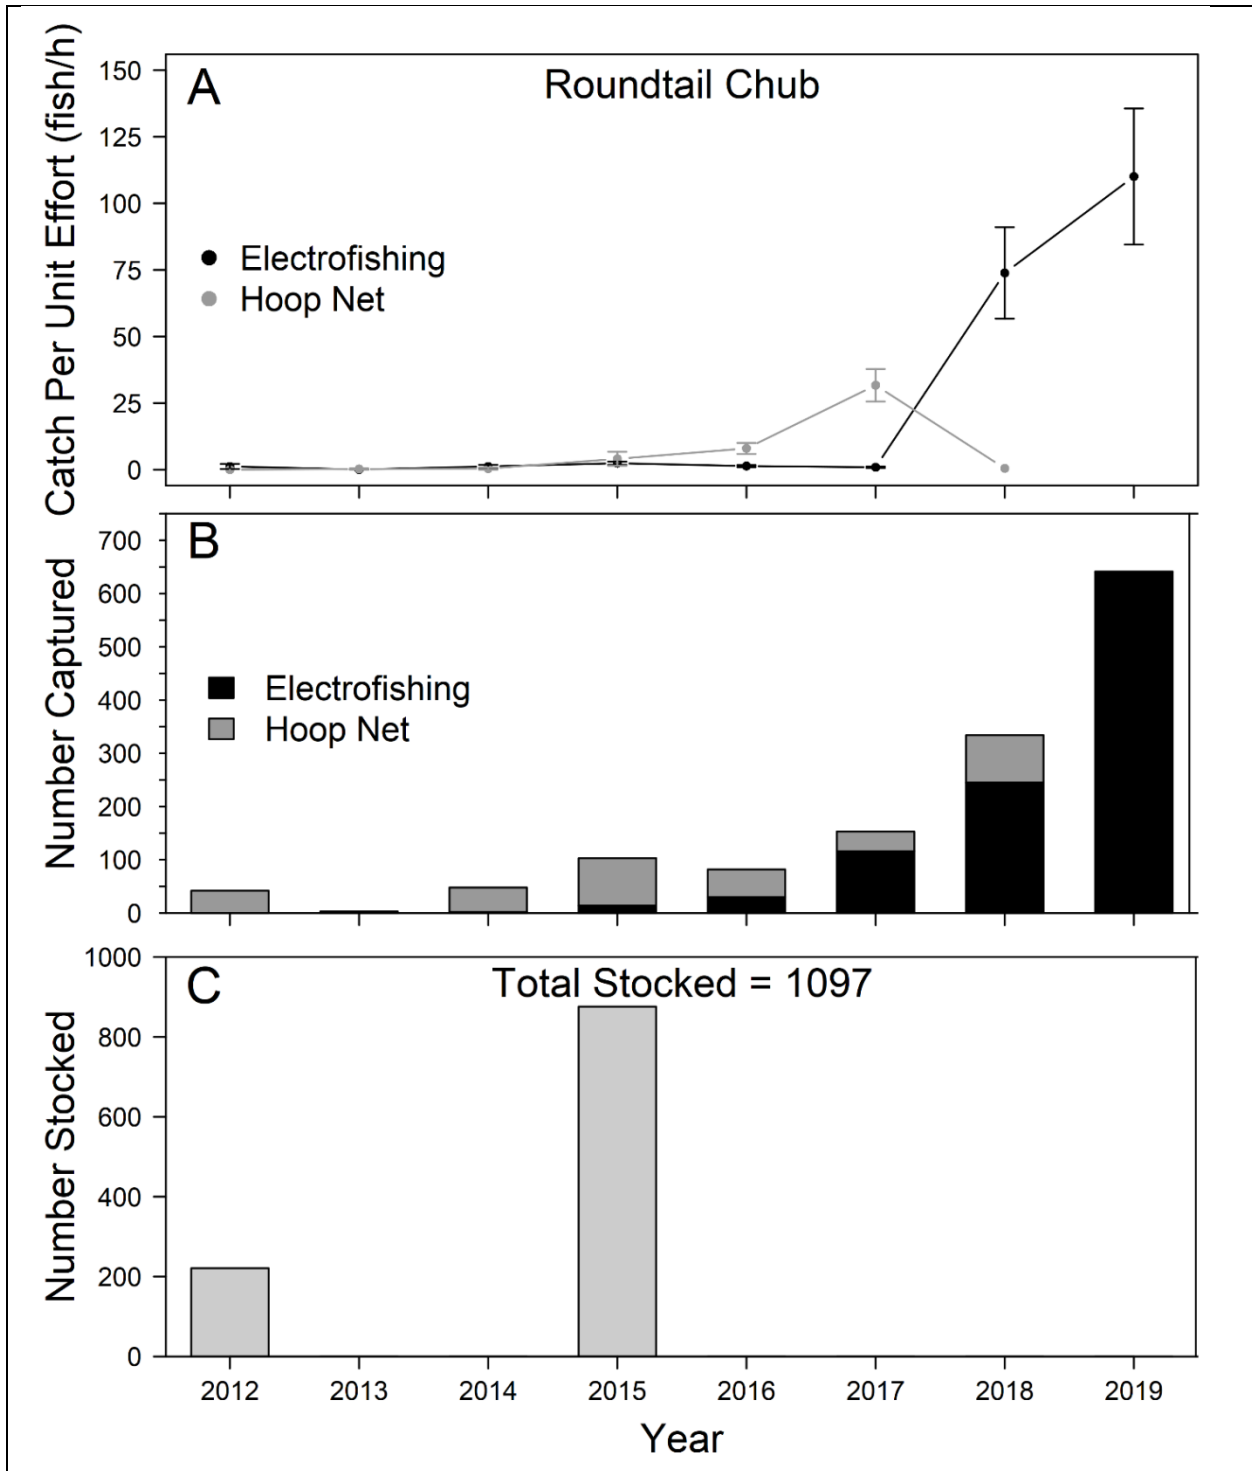 A
Roundtail Chub
Catch Per Unit Effort (fish/h)
150
125
100
75
50
25
0
Electrofishing
Hoop Net
B
Number Captured
700
600
500
400
300
200
100
0
Electrofishing
Hoop Net
C
Total Stocked = 1097
Number Stocked
1000
800
600
400
200
0
2012 2013 2014 2015 2016 2017 2018 2019
Year